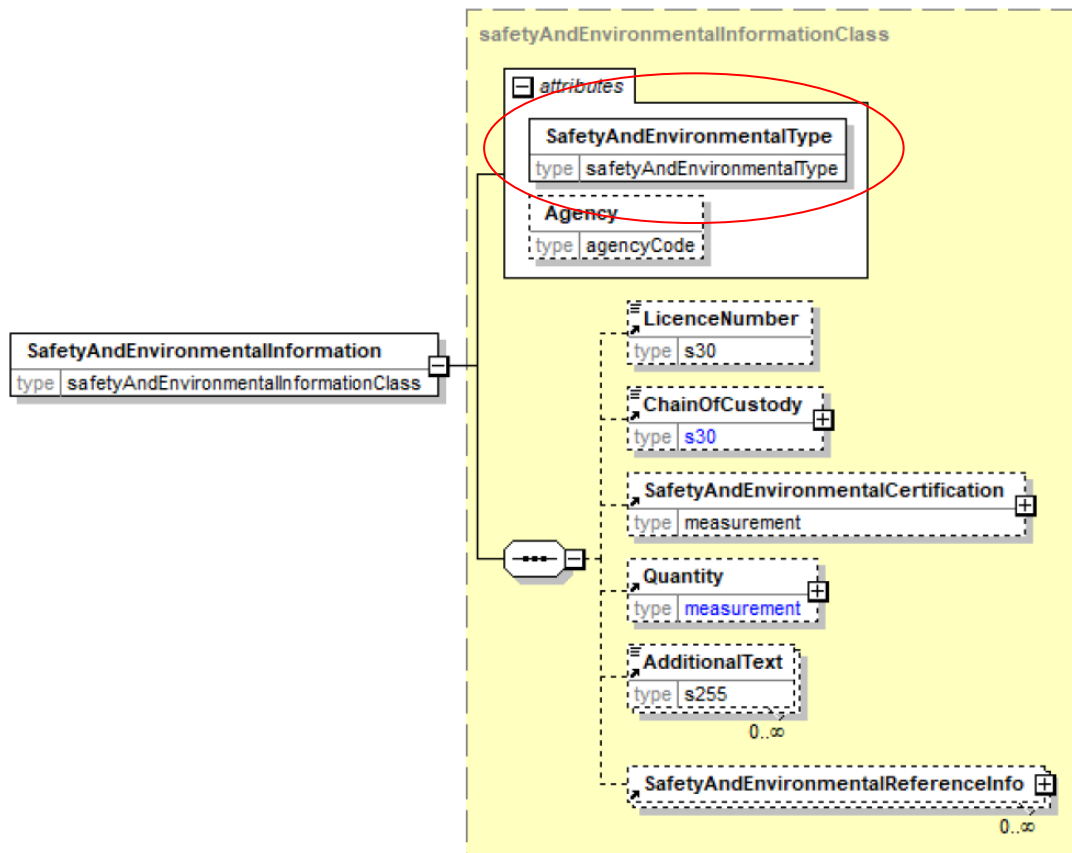 safetyAndEnvironmentalInformationClass
attributes
SafetyAndEnvironmentalType
type safetyAndEnvironmentalType
Agency
type agencyCode
LicenceNumber
type s30
SafetyAndEnvironmentalInformation
type safetyAndEnvironmentalInformationClass
ChainOfCustody
type s30
SafetyAndEnvironmentalCertification
type measurement
Quantity
type measurement
AdditionalText
type s255
0..∞
SafetyAndEnvironmentalReferenceInfo
0..∞